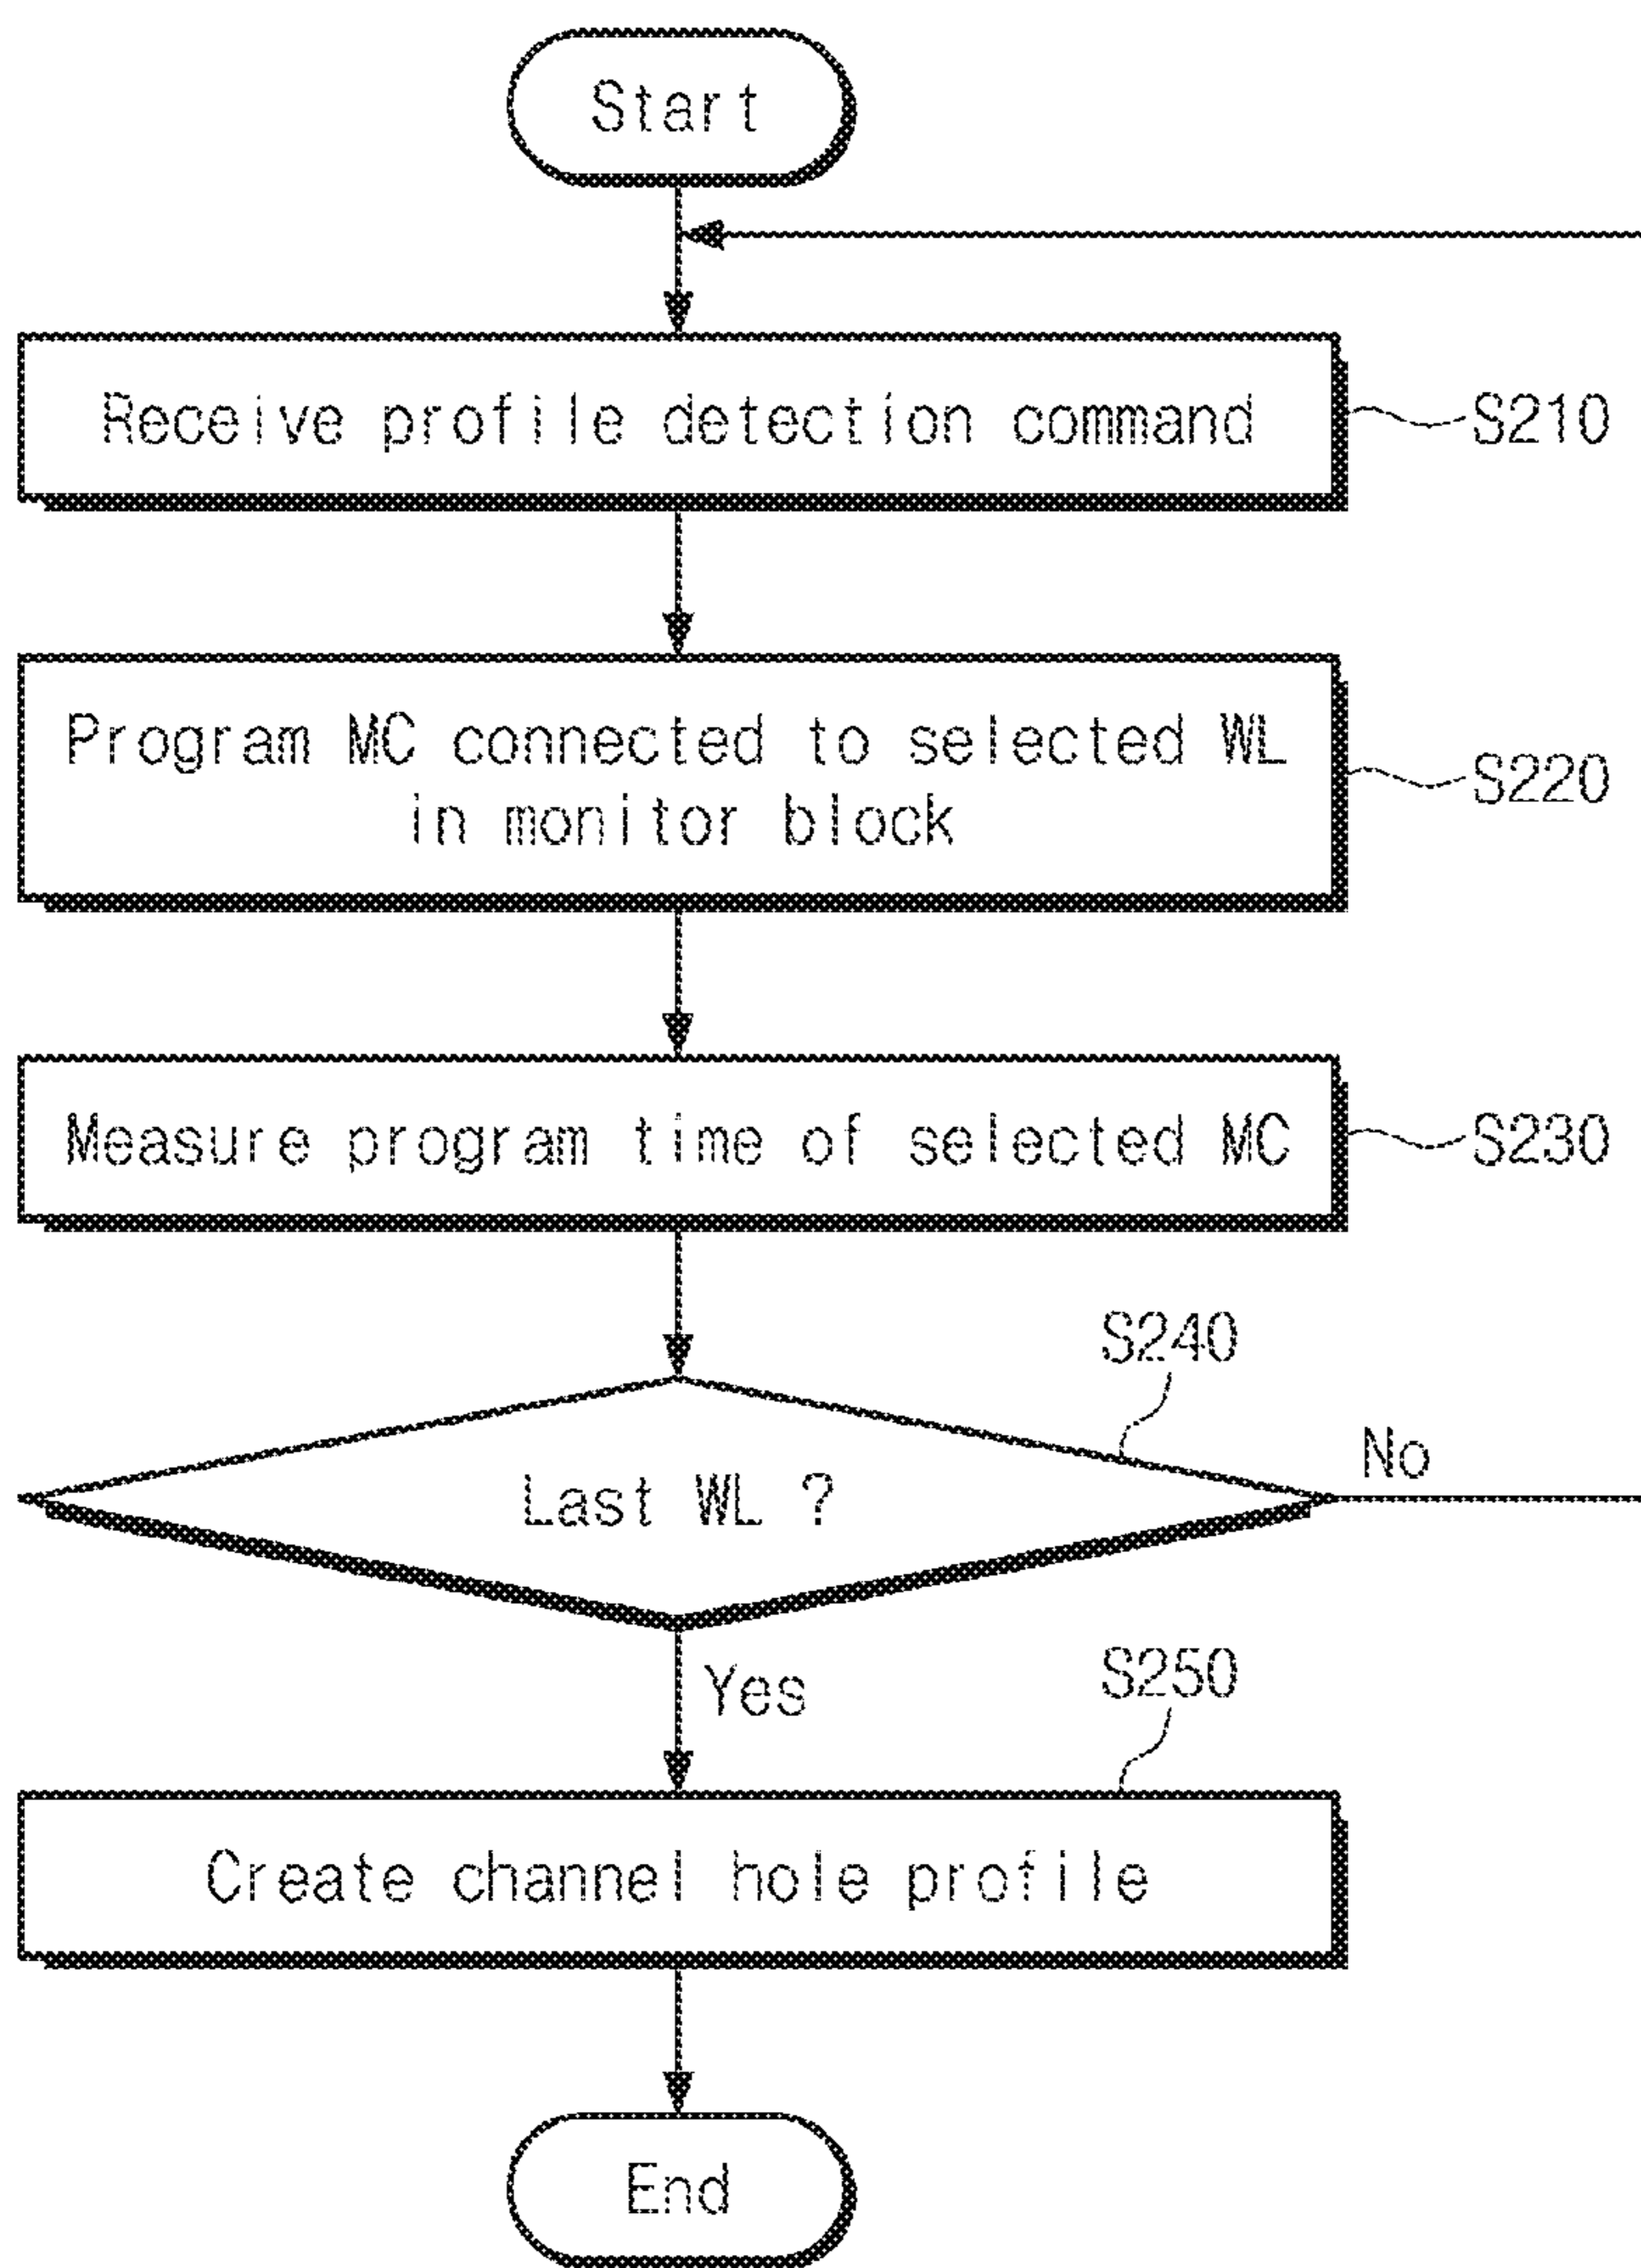 Start
Receive profile detection command
S210
Program MC connected to selected WL
in monitor block
S220
Measure program time of selected MC
S230
S240
Last WL ?
No
Yes
S250
Create channel hole profile
End